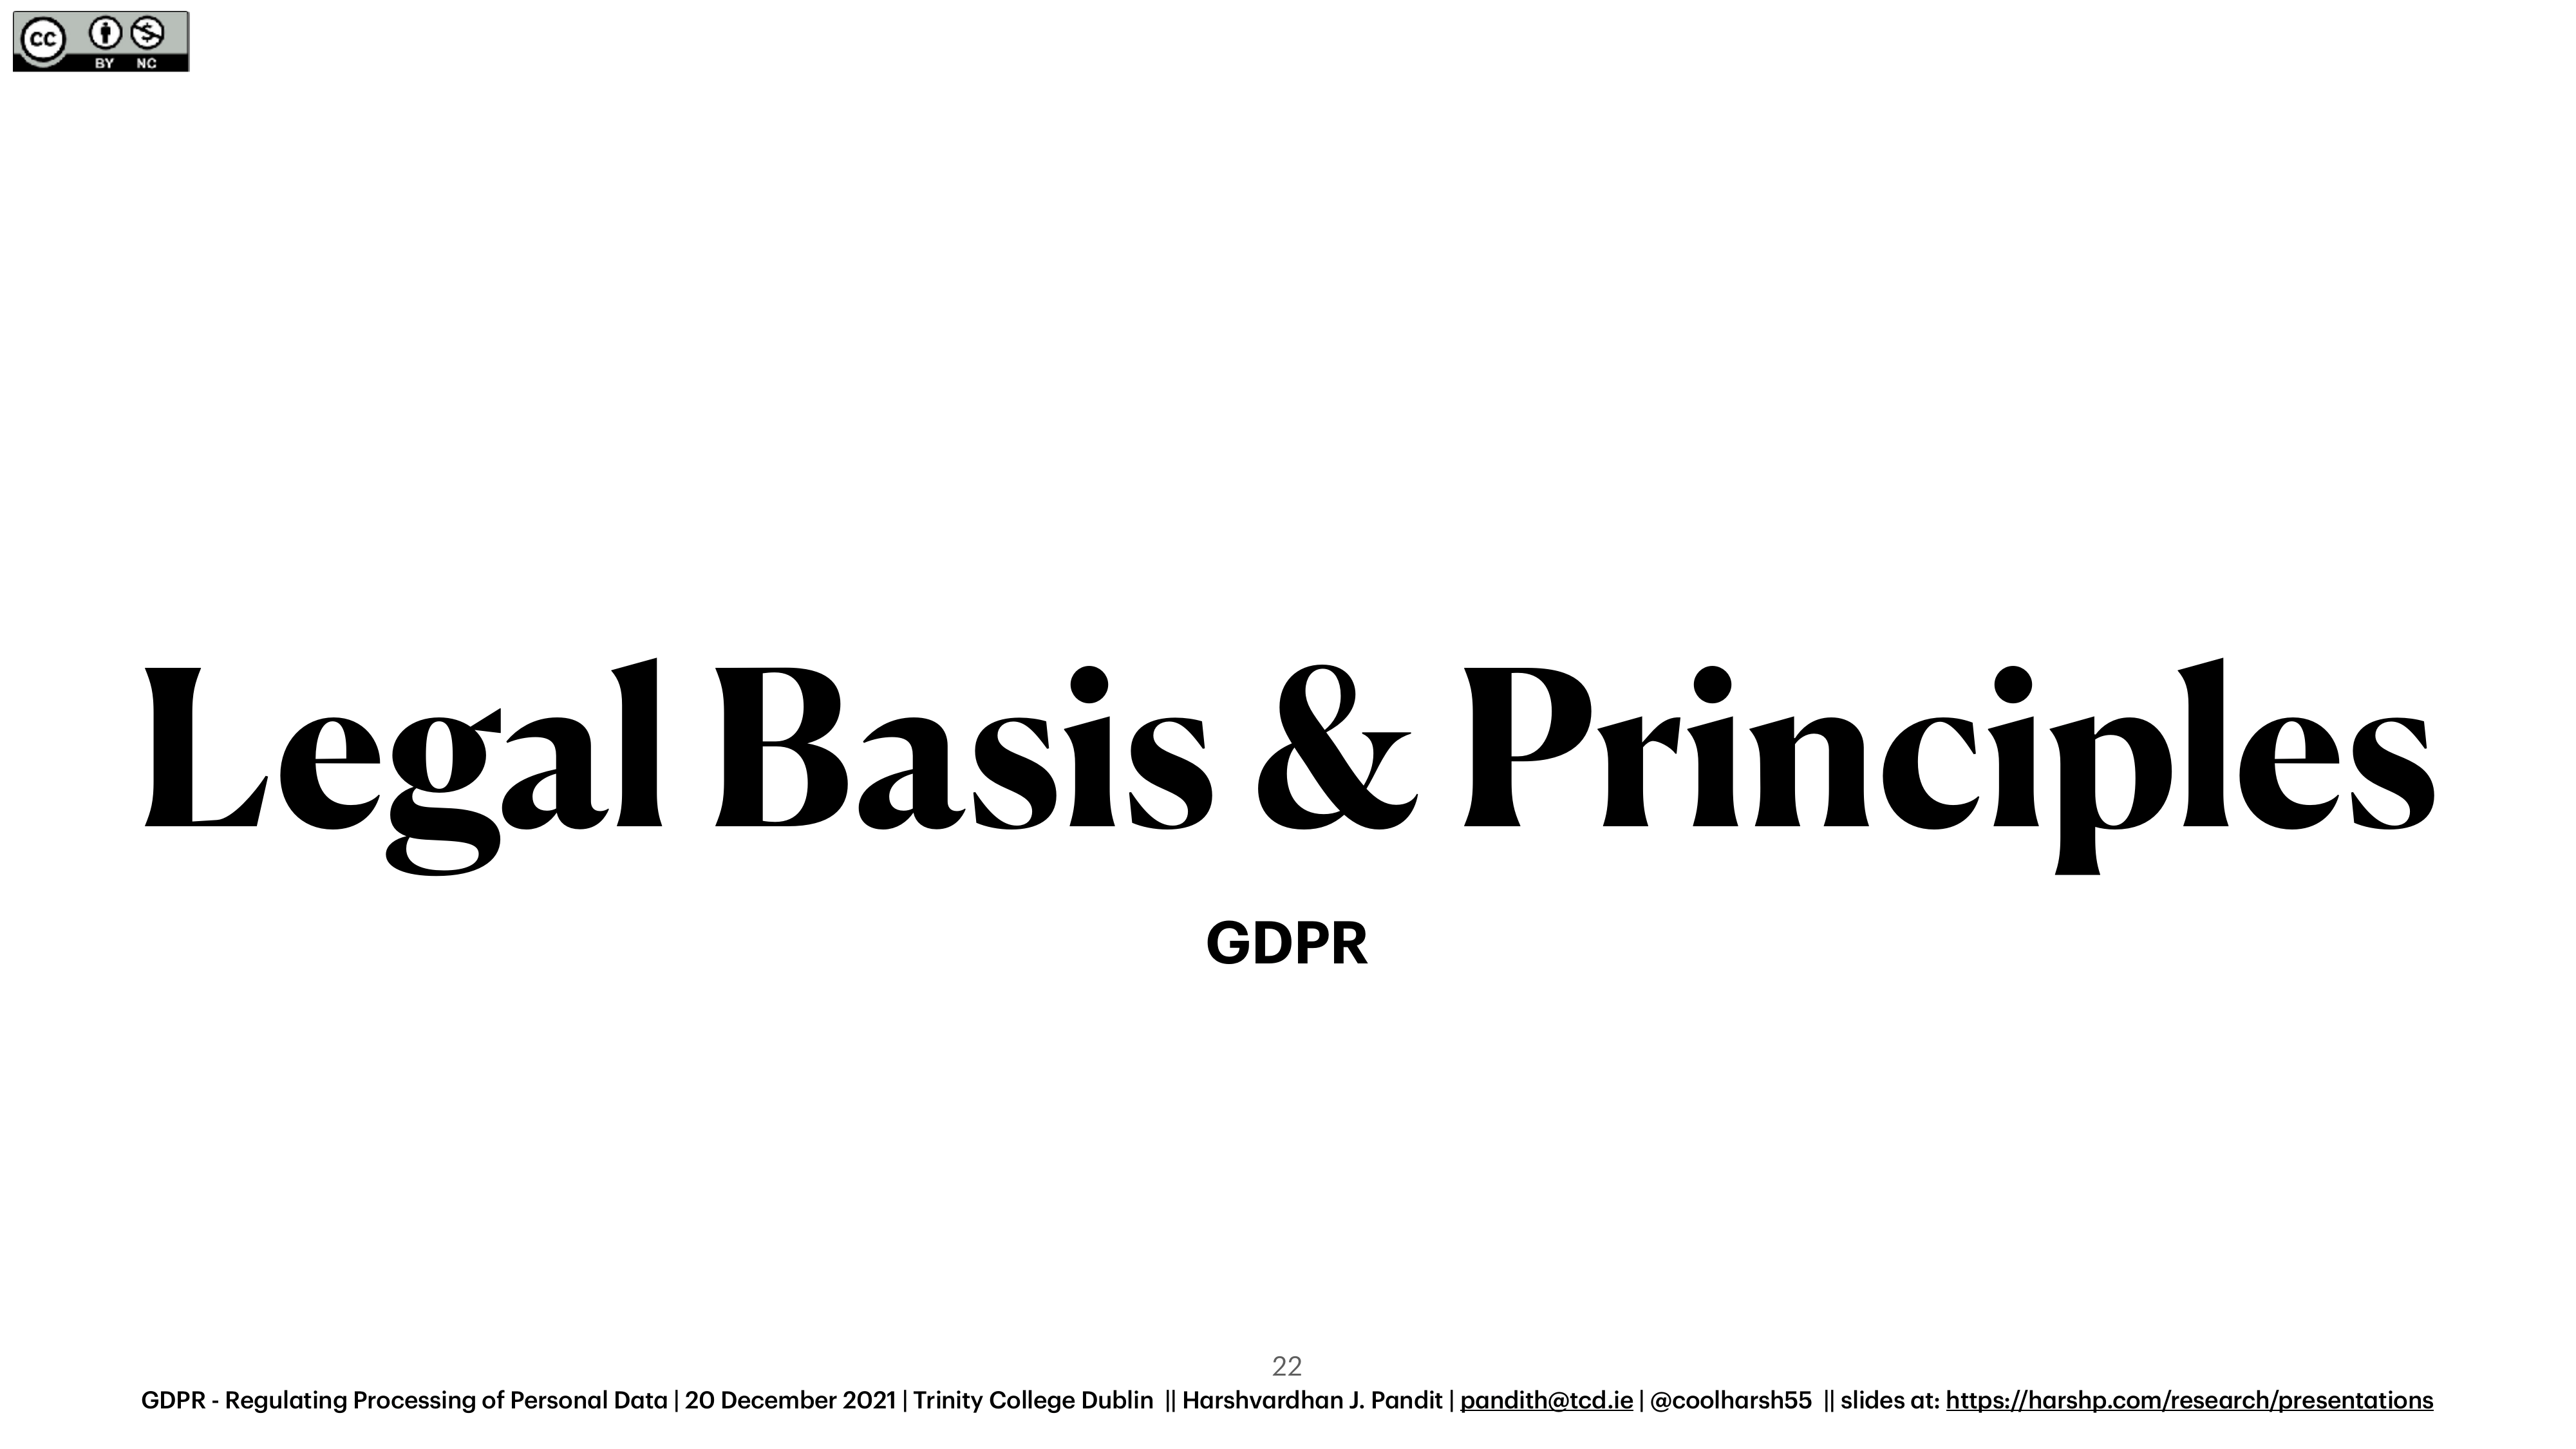 cc
BY NC
Legal Basis & Principles
GDPR
22
GDPR - Regulating Processing of Personal Data | 20 December 2021 | Trinity College Dublin || Harshvardhan J. Pandit | pandith@tcd.ie | @coolharsh55 || slides at: https://harshp.com/research/presentations